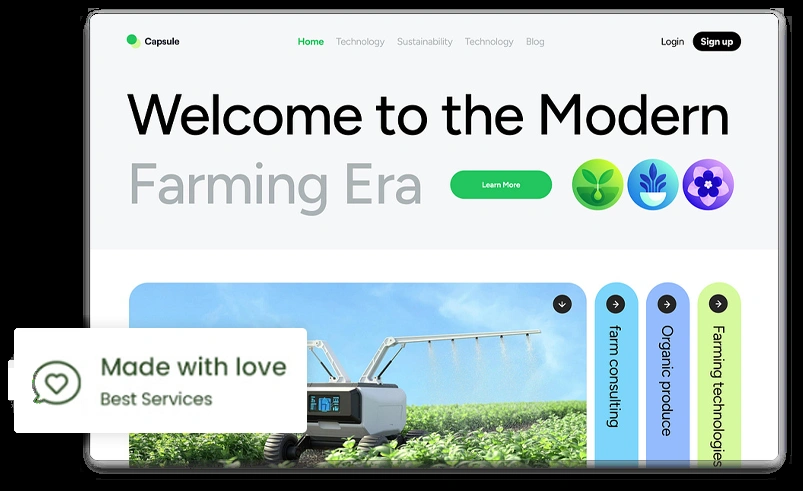 Capsule
Home Technology Sustainability Technology Blog
Login Sign up
Welcome to the Modern
Farming Era
Learn More
farm consulting
Organic produce
Farming technologies
Made with love
Best Services